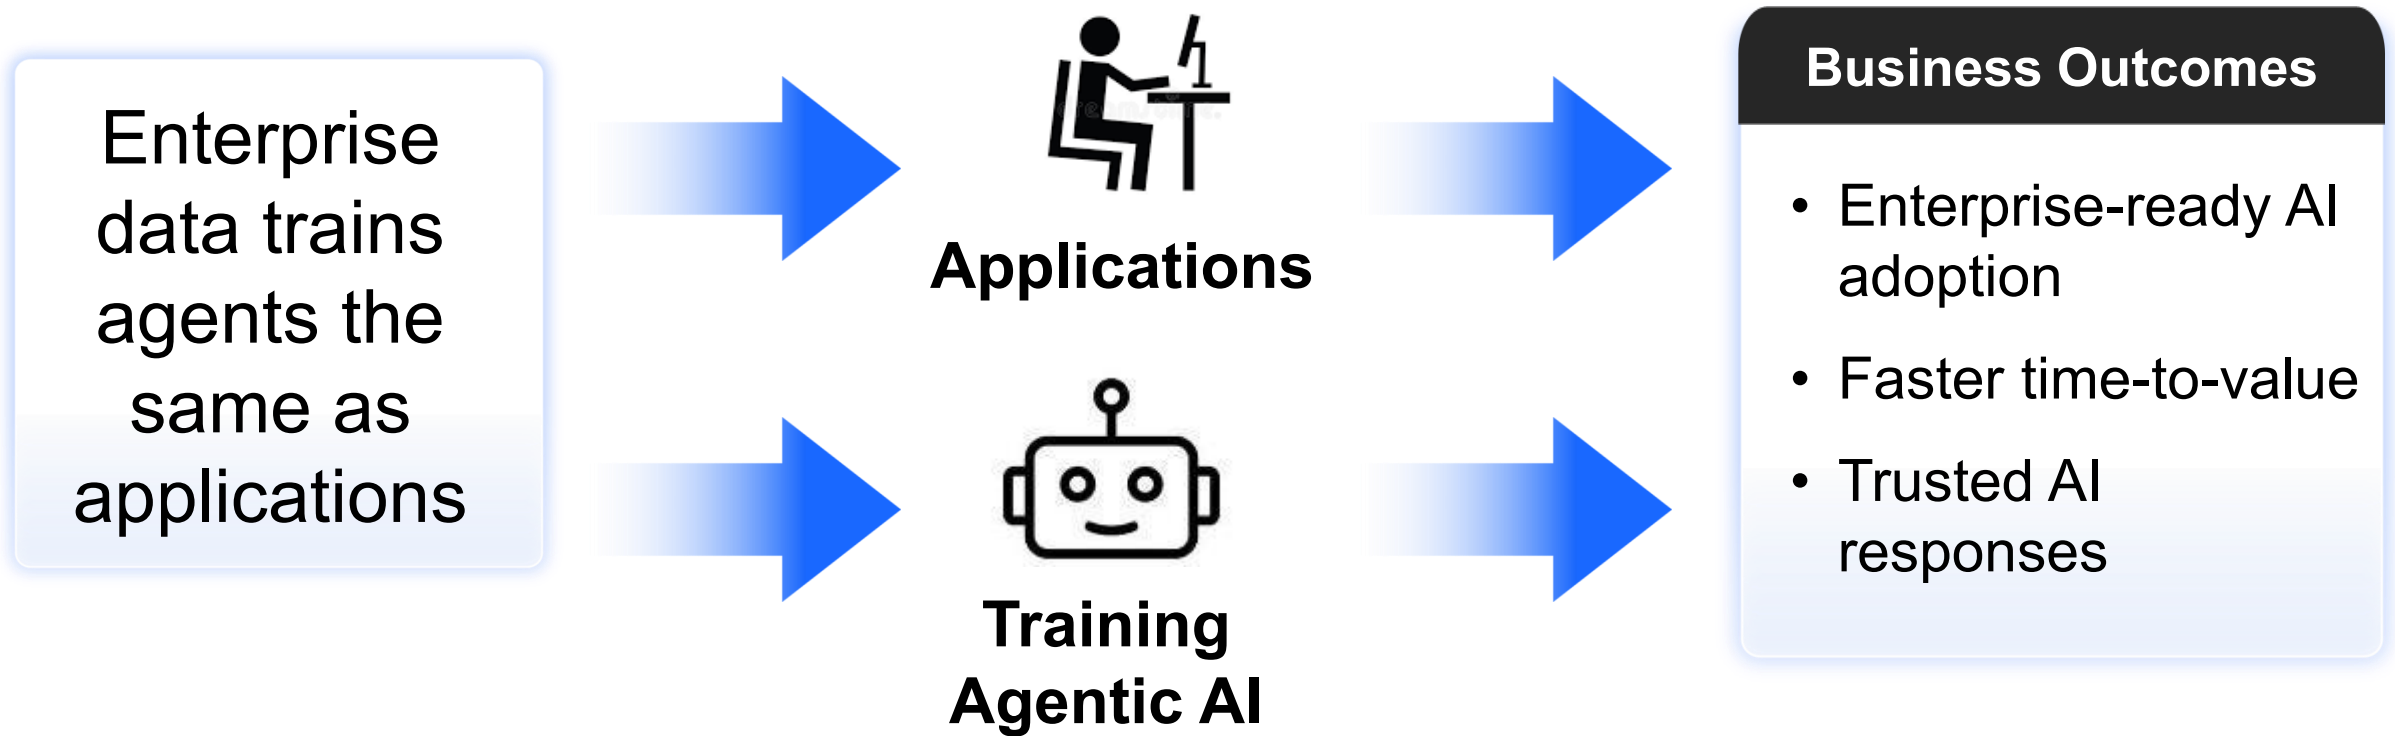 Enterprise
data trains
agents the
same as
applications
Applications
Training
Agentic AI
Business Outcomes
• Enterprise-ready AI
adoption
• Faster time-to-value
• Trusted AI
responses